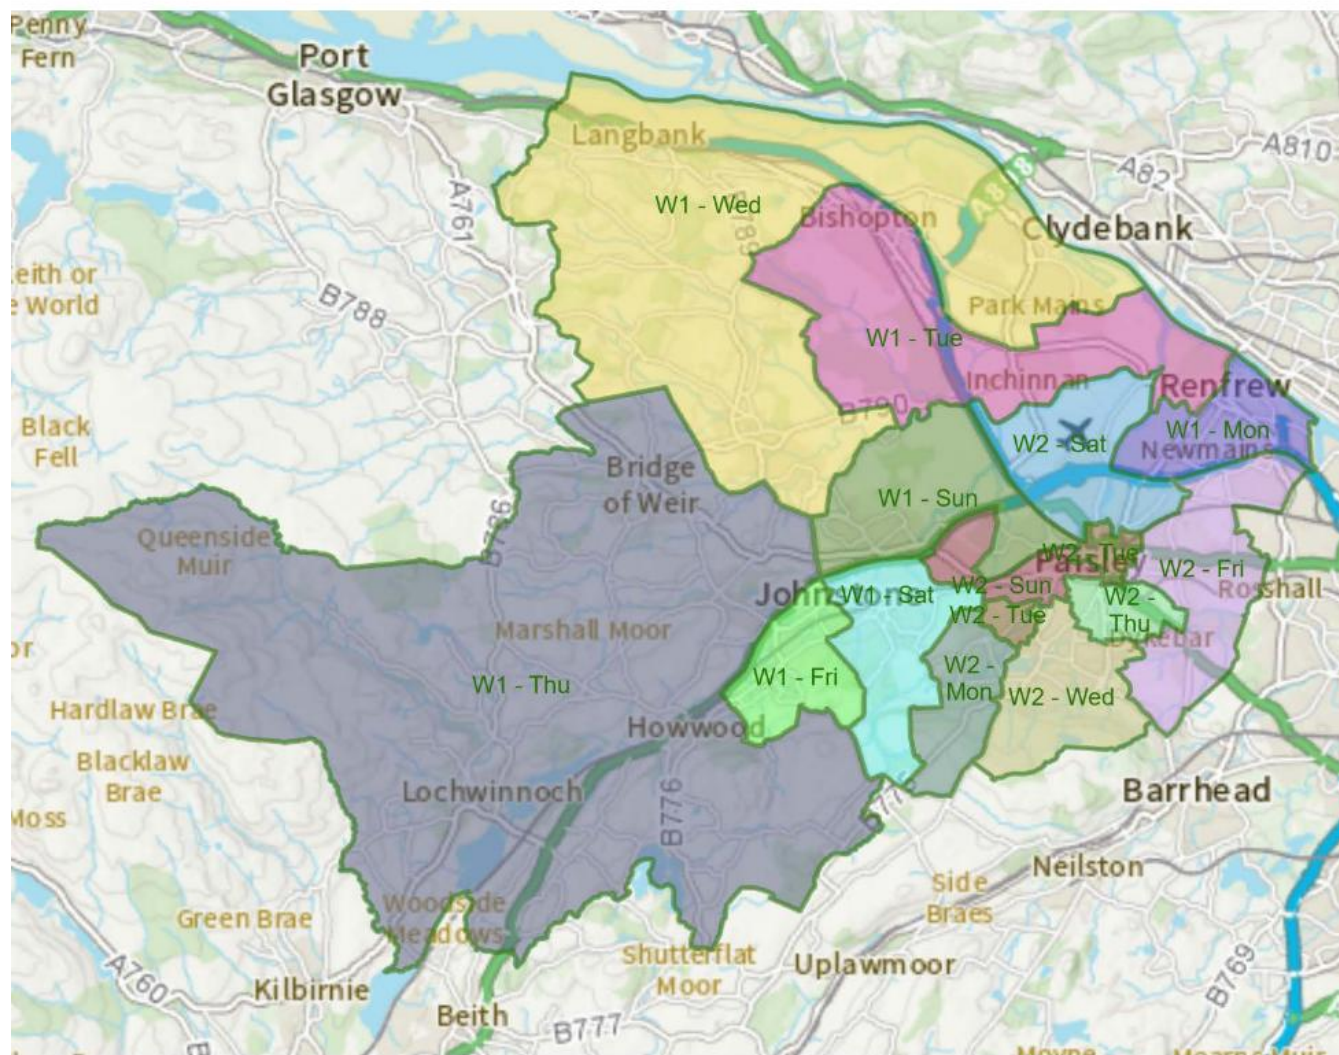 Penny
Fern
Port
Glasgow
Langbank
A810
A82
A898
W1 - Wed
B789
Bishopton
Clydebank
A761
B788
Park Mains
W1 - Tue
Inchinnan
Renfrew
B790
W1 - Mon
Newmains
W2 - Sat
Black
Fell
Bridge
of Weir
W1 - Sun
Queenside
Muir
W2 - Tue
Paisley
W2 - Fri
Rosshall
W2 - Sun
W1 - Sat
W2 -
Thu
W2 - Tue
Marshall Moor
Dykebar
W1 - Thu
W1 - Fri
W2 -
Mon
W2 - Wed
Hardlaw Brae
Howwood
Blacklaw
Brae
Lochwinnoch
B776
Barrhead
Moss
Neilston
Side
Braes
Green Brae
Woodside
Meadows
Shutterflat
Moor
Uplawmoor
A760
Kilbirnie
B769
Beith
B777